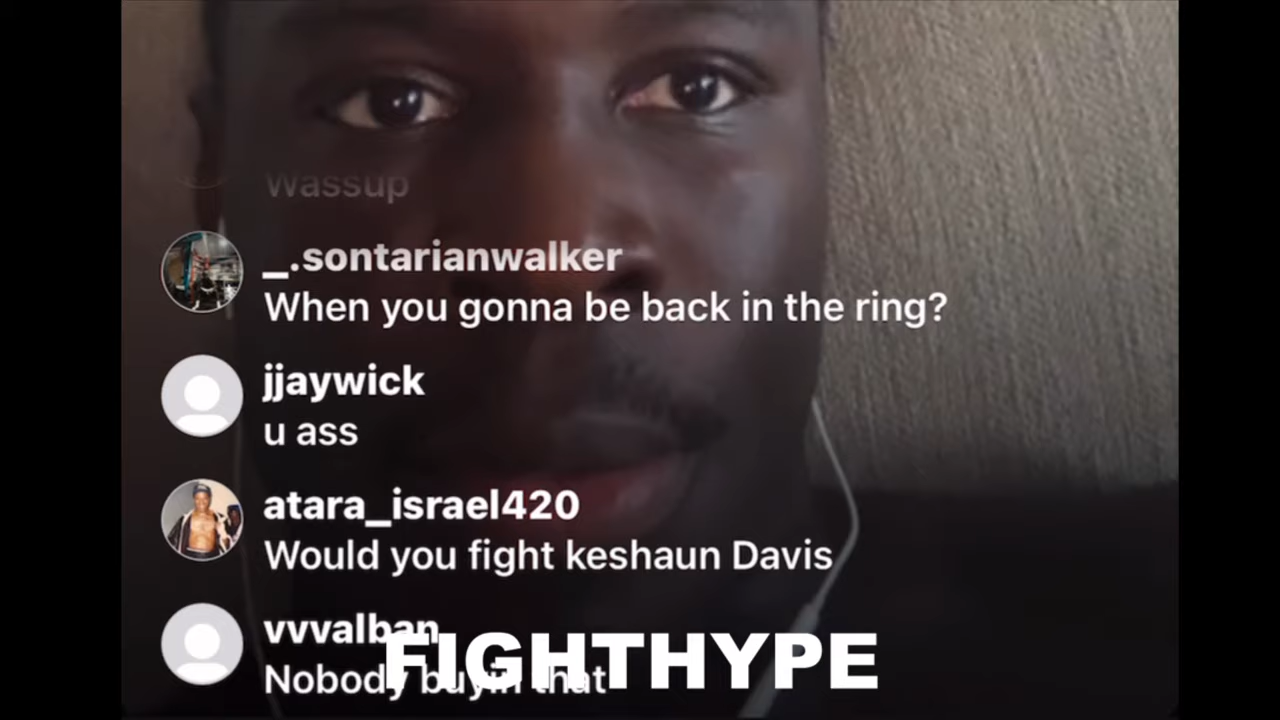 Wassup
_.sontarianwalker
When you gonna be back in the ring?
jjaywick
u ass
atara_israel420
Would you fight keshaun Davis
vvvalban
Nobody buyin that
FIGHTHYPE